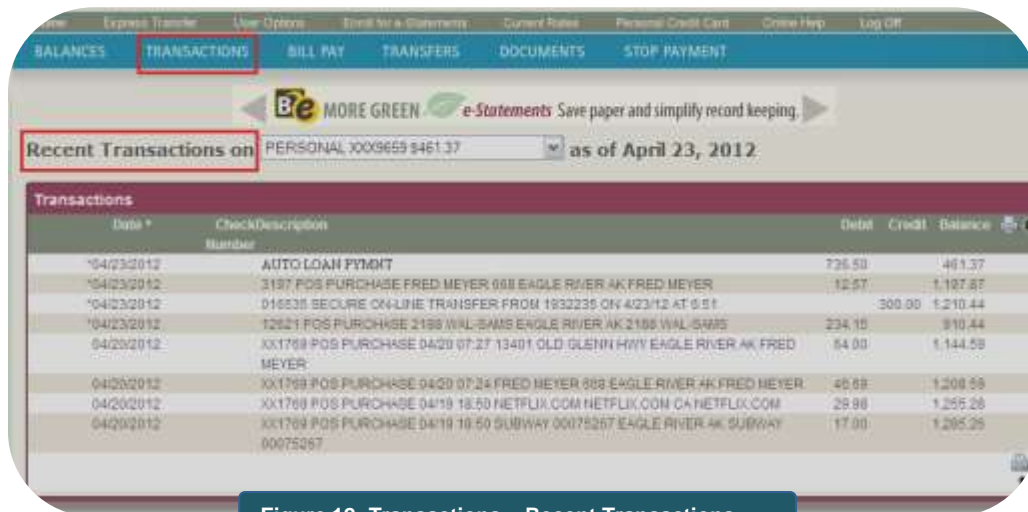 Express Transfer User Options Enroll for e-Statements Current Rates Personal Credit Card Online Help Log Off
BALANCES TRANSACTIONS BILL PAY TRANSFERS DOCUMENTS STOP PAYMENT
Be MORE GREEN e-Statements Save paper and simplify record keeping.
Recent Transactions on PERSONAL XXX9659 $461.37 as of April 23, 2012
Transactions
Date * Check Description Debit Credit Balance
Number
*04/23/2012 AUTO LOAN PYMNT 736.50 461.37
*04/23/2012 3197 POS PURCHASE FRED MEYER 668 EAGLE RIVER AK FRED MEYER 12.57 1,197.87
*04/23/2012 016535 SECURE ON-LINE TRANSFER FROM 1932235 ON 4/23/12 AT 6:51 300.00 1,210.44
*04/23/2012 12621 POS PURCHASE 2188 WAL-SAMS EAGLE RIVER AK 2188 WAL-SAMS 234.15 910.44
04/20/2012 XX1769 POS PURCHASE 04/20 07:27 13401 OLD GLENN HWY EAGLE RIVER AK FRED 64.00 1,144.59
MEYER
04/20/2012 XX1769 POS PURCHASE 04/20 07:24 FRED MEYER 668 EAGLE RIVER AK FRED MEYER 46.69 1,208.59
04/20/2012 XX1769 POS PURCHASE 04/19 18:50 NETFLIX.COM NETFLIX.COM CA NETFLIX.COM 29.98 1,255.28
04/20/2012 XX1769 POS PURCHASE 04/19 18:50 SUBWAY 00075267 EAGLE RIVER AK SUBWAY 17.00 1,285.26
00075267